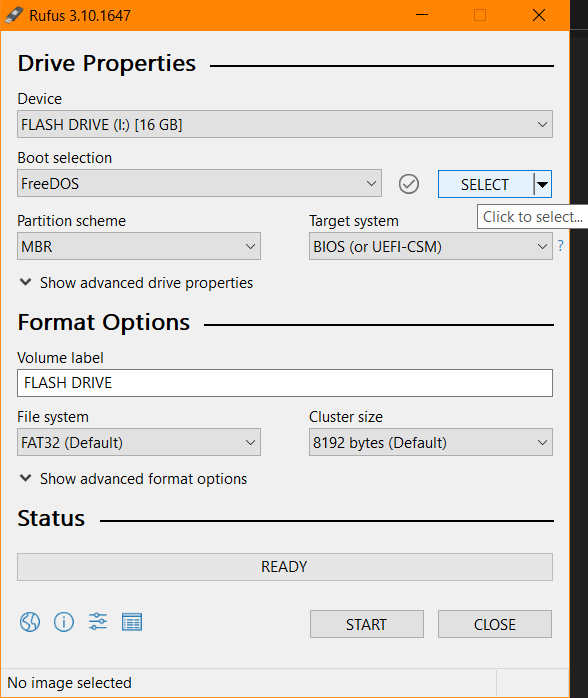 Rufus 3.10.1647
Drive Properties
Device
FLASH DRIVE (I:) [16 GB]
Boot selection
FreeDOS
SELECT
Click to select...
Partition scheme
Target system
MBR
BIOS (or UEFI-CSM)
?
Show advanced drive properties
Format Options
Volume label
FLASH DRIVE
File system
Cluster size
FAT32 (Default)
8192 bytes (Default)
Show advanced format options
Status
READY
START
CLOSE
No image selected